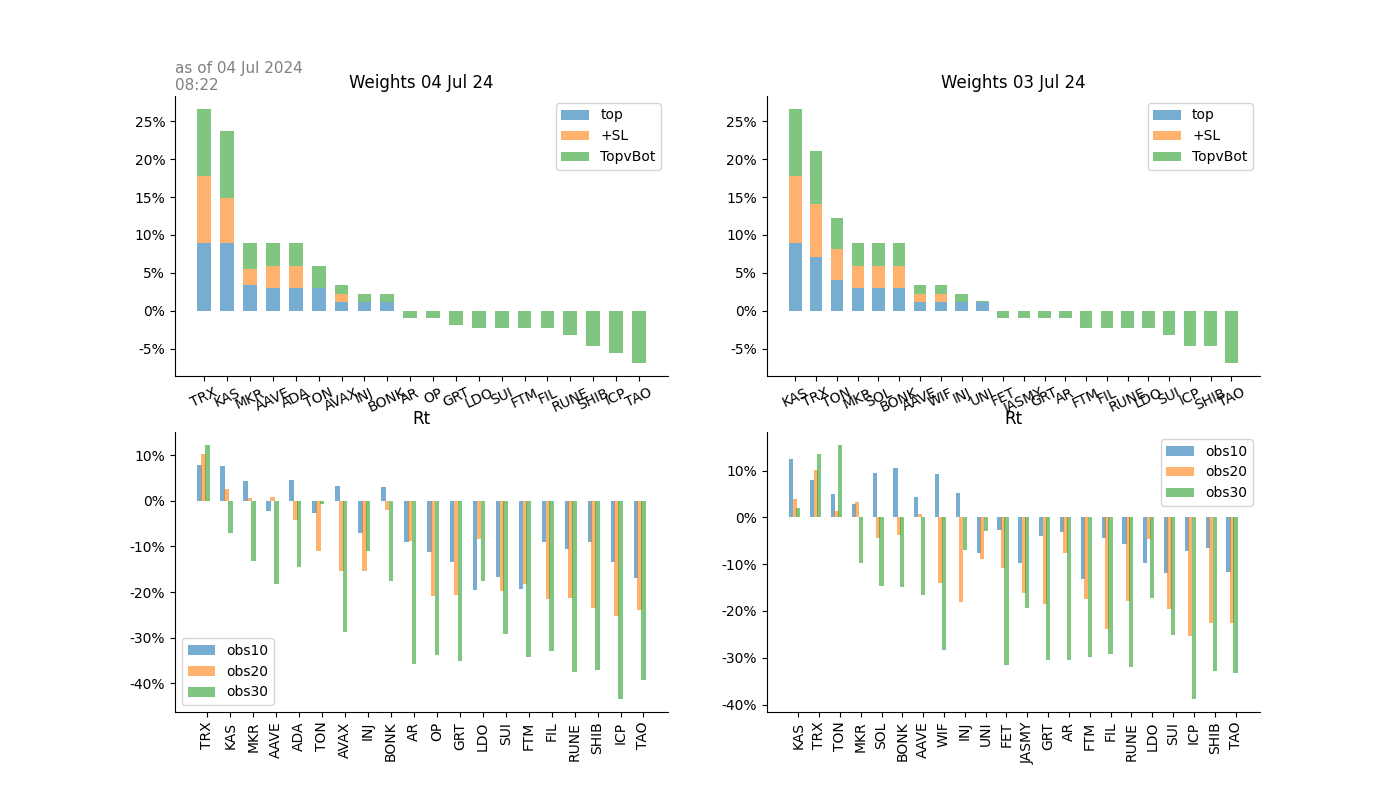 as of 04 Jul 2024
08:22
Weights 04 Jul 24
25%
20%
15%
10%
5%
0%
-5%
top
+SL
TopvBot
TRX KAS MKR AAVE ADA TON AVAX INJ BONK AR OP GRT LDO SUI FTM FIL RUNE SHIB ICP TAO
Weights 03 Jul 24
25%
20%
15%
10%
5%
0%
-5%
top
+SL
TopvBot
KAS TRX TON MKR SOL BONK AAVE WIF INJ UNI FET JASMY GRT AR FTM FIL RUNE LDO SUI ICP SHIB TAO
Rt
10%
0%
-10%
-20%
-30%
-40%
obs10
obs20
obs30
TRX KAS MKR AAVE ADA TON AVAX INJ BONK AR OP GRT LDO SUI FTM FIL RUNE SHIB ICP TAO
Rt
10%
0%
-10%
-20%
-30%
-40%
obs10
obs20
obs30
KAS TRX TON MKR SOL BONK AAVE WIF INJ UNI FET JASMY GRT AR FTM FIL RUNE LDO SUI ICP SHIB TAO